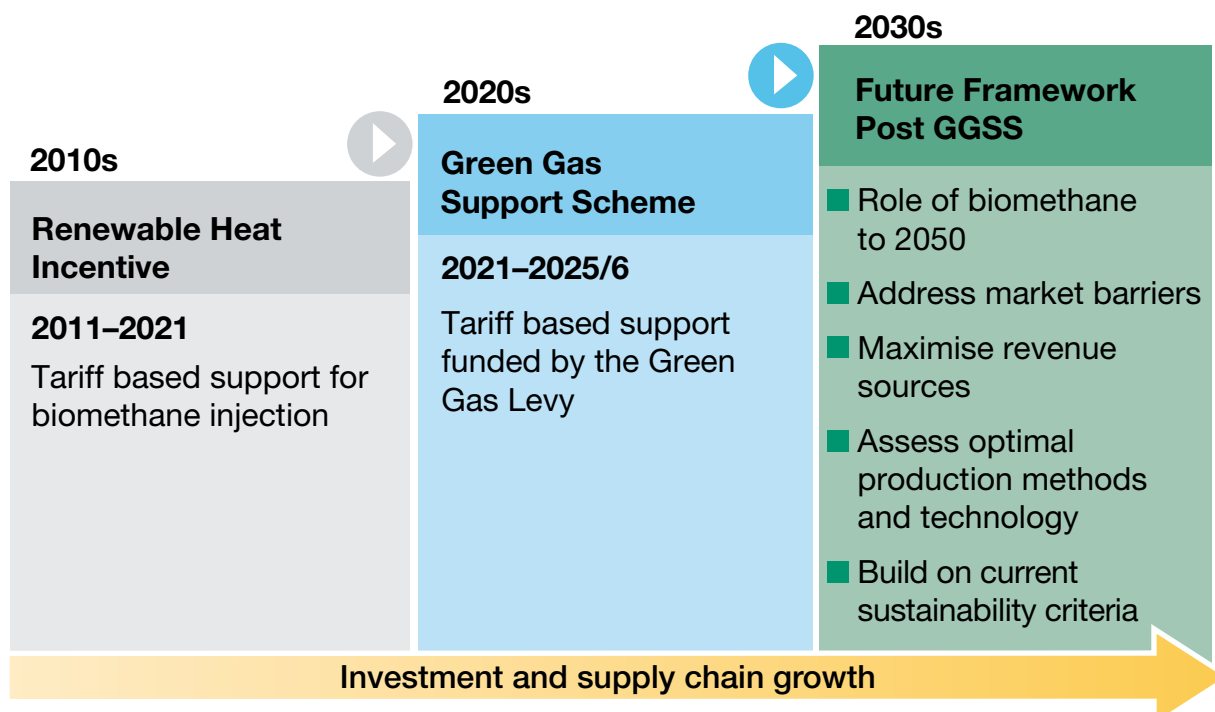 2010s
Renewable Heat
Incentive
2011–2021
Tariff based support for
biomethane injection
2020s
Green Gas
Support Scheme
2021–2025/6
Tariff based support
funded by the Green
Gas Levy
2030s
Future Framework
Post GGSS
Role of biomethane
to 2050
Address market barriers
Maximise revenue
sources
Assess optimal
production methods
and technology
Build on current
sustainability criteria
Investment and supply chain growth